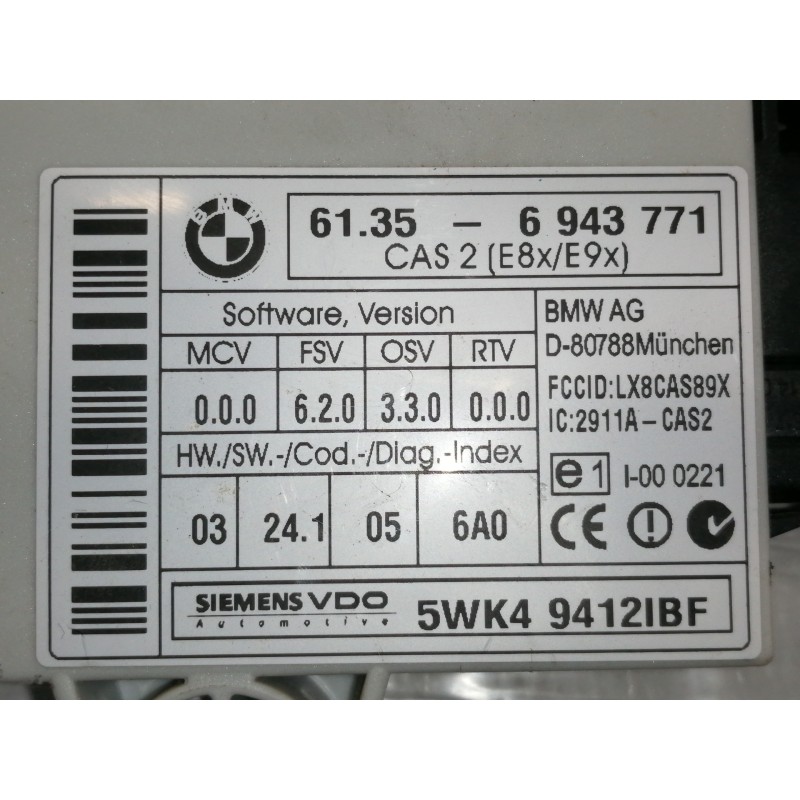 BMW
61.35 - 6 943 771
CAS 2 (E8x/E9x)
Software, Version
MCV FSV OSV RTV
0.0.0 6.2.0 3.3.0 0.0.0
HW./SW.-/Cod.-/Diag.-Index
03 24.1 05 6A0
BMW AG
D-80788München
FCCID:LX8CAS89X
IC:2911A-CAS2
e1 I-00 0221
CE
SIEMENS VDO
Automotive
5WK4 9412IBF